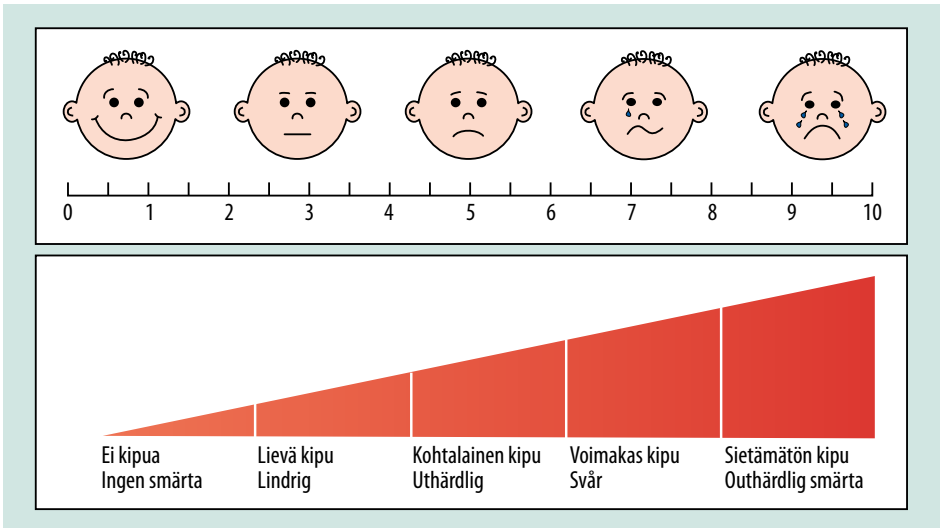 0 1 2 3 4 5 6 7 8 9 10
Ei kipua
Ingen smärta
Lievä kipu
Lindrig
Kohtalainen kipu
Uthärdlig
Voimakas kipu
Svår
Sietämätön kipu
Outhärdlig smärta